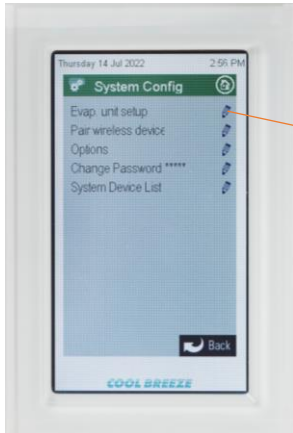 Thursday 14 Jul 2022 2:56 PM
System Config
Evap. unit setup
Pair wireless device
Options
Change Password *****
System Device List
Back
COOL BREEZE